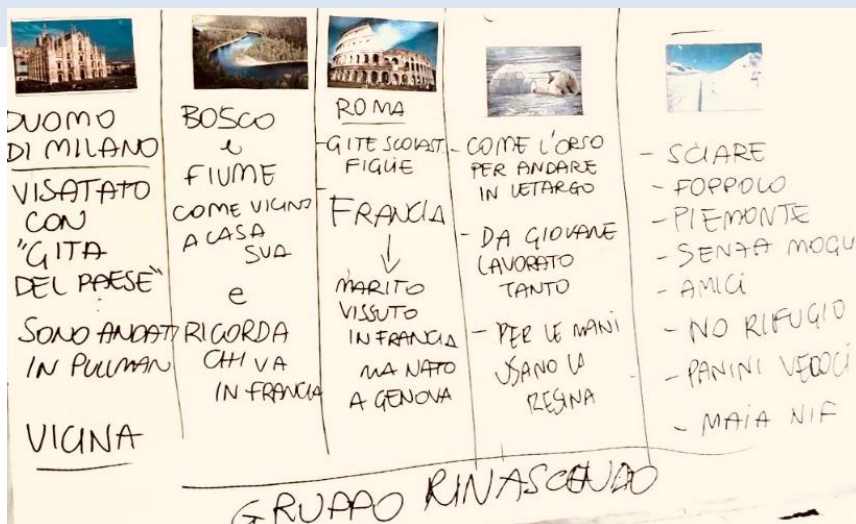 DUOMO
DI MILANO
VISATATO
CON
"GITA
DEL PAESE"
SONO ANDATI
IN PULLMAN
VICINA
BOSCO
e
FIUME
COME VICINO
A CASA
SUA
e
RICORDA
CHI VA
IN FRANCIA
ROMA
- GITE SCOLAST.
FIGLIE
- FRANCIA
↓
MARITO
VISSUTO
IN FRANCIA
MA NATO
A GENOVA
- COME L'ORSO
PER ANDARE
IN LETARGO
- DA GIOVANE
LAVORATO
TANTO
- PER LE MANI
USANO LA
RESINA
- SCIARE
- FOPPOLO
- PIEMONTE
- SENZA MOGLI
- AMICI
- NO RIFUGIO
- PANINI VELOCI
- MAIA NIF
GRUPPO RINASCENDO